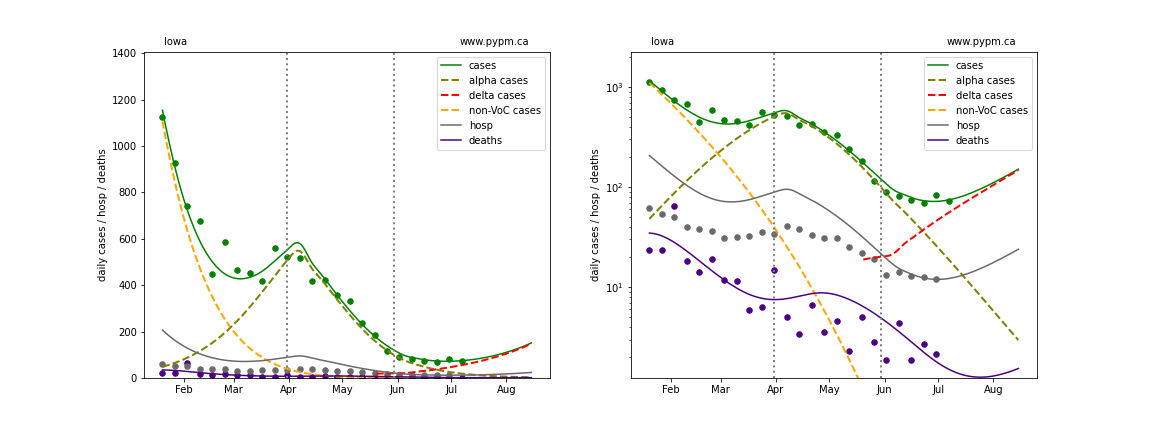 Iowa www.pypm.ca
1400
1200
1000
800
600
400
200
0
daily cases / hosp / deaths
cases
alpha cases
delta cases
non-VoC cases
hosp
deaths
Feb Mar Apr May Jun Jul Aug
Iowa www.pypm.ca
10³
10²
10¹
daily cases / hosp / deaths
cases
alpha cases
delta cases
non-VoC cases
hosp
deaths
Feb Mar Apr May Jun Jul Aug